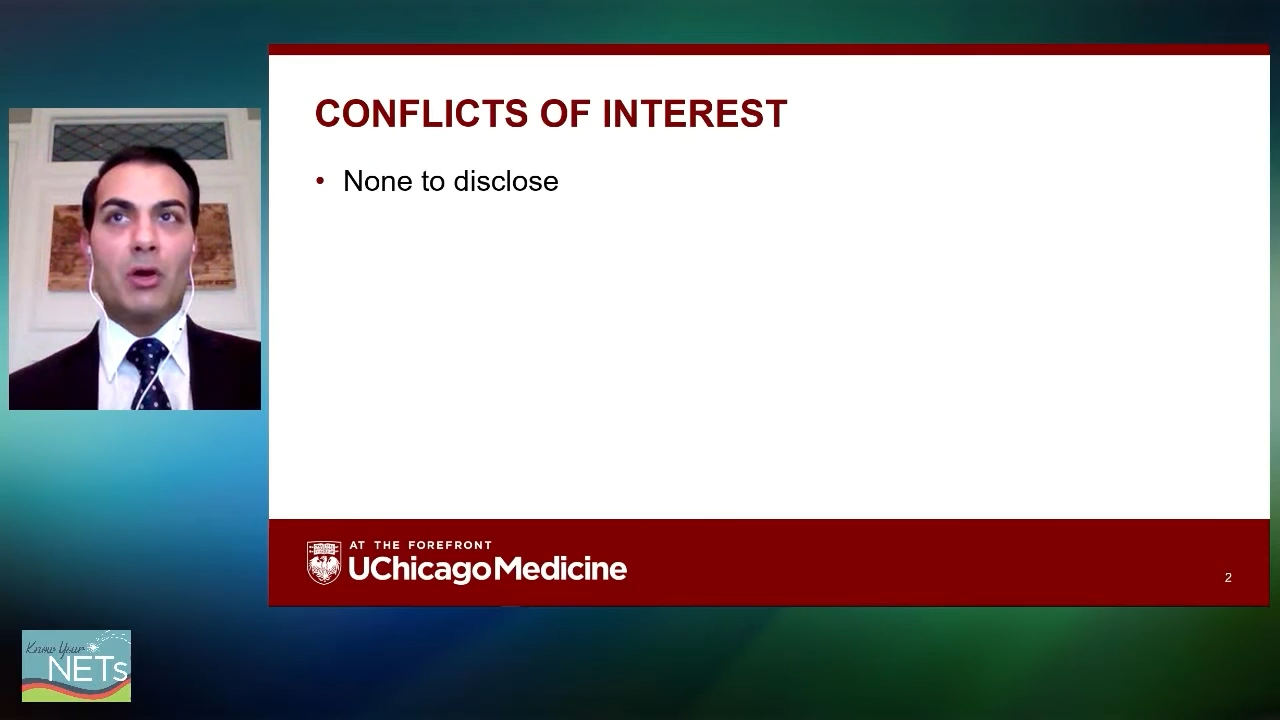 CONFLICTS OF INTEREST
• None to disclose
AT THE FOREFRONT
UChicagoMedicine
2
Know Your
NETs